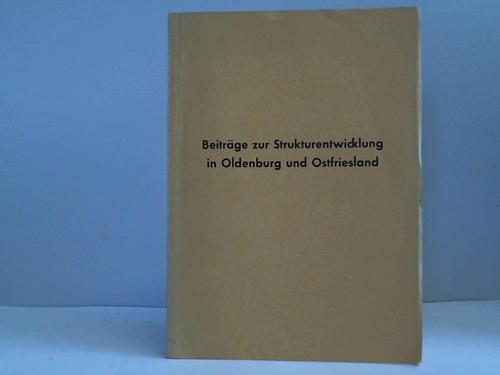 Beiträge zur Strukturentwicklung
in Oldenburg und Ostfriesland